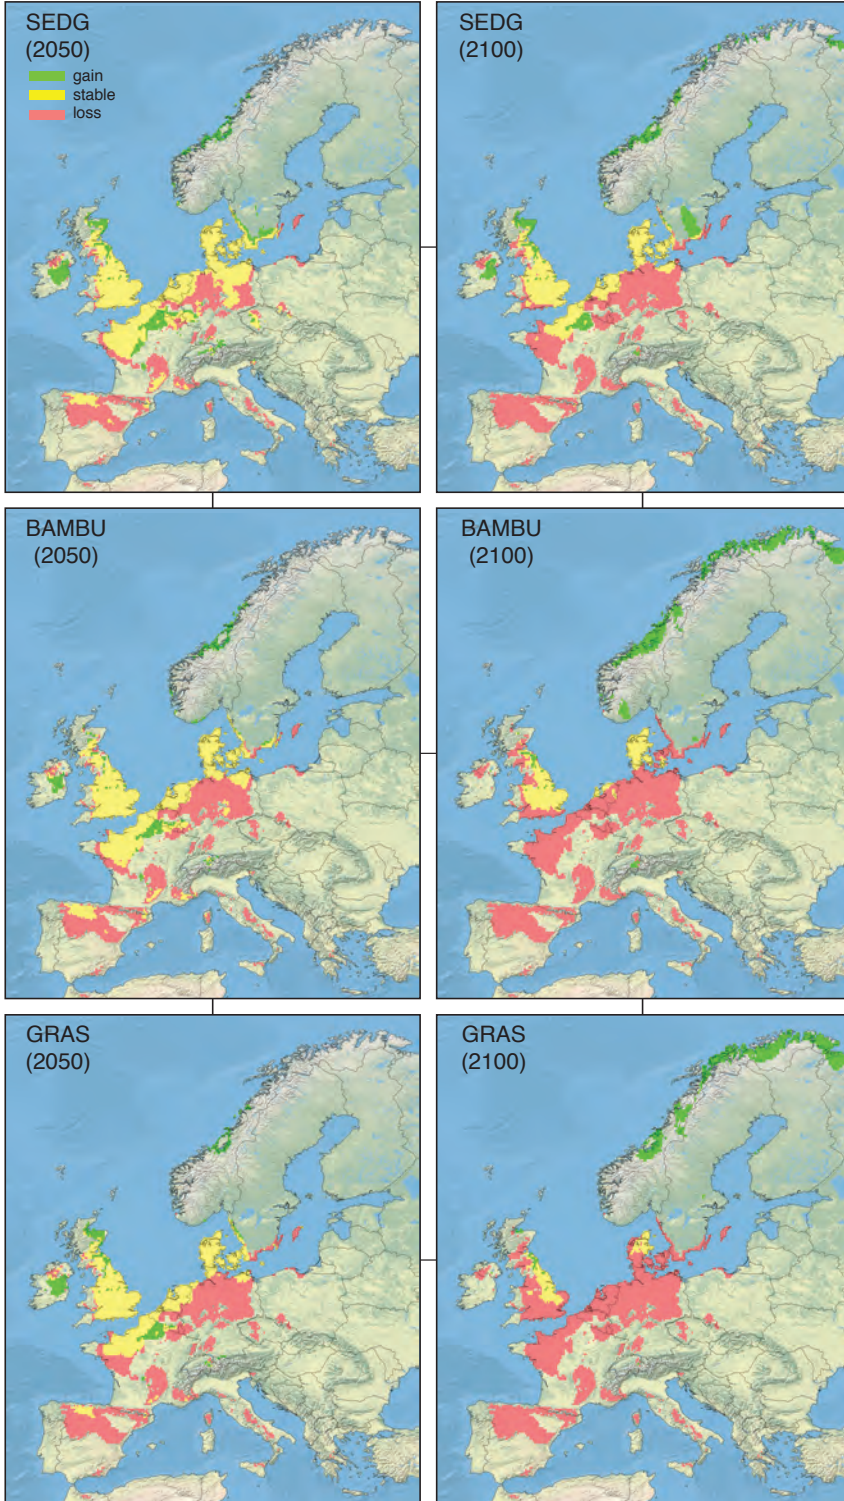 SEDG
(2050)
gain
stable
loss
SEDG
(2100)
BAMBU
(2050)
BAMBU
(2100)
GRAS
(2050)
GRAS
(2100)